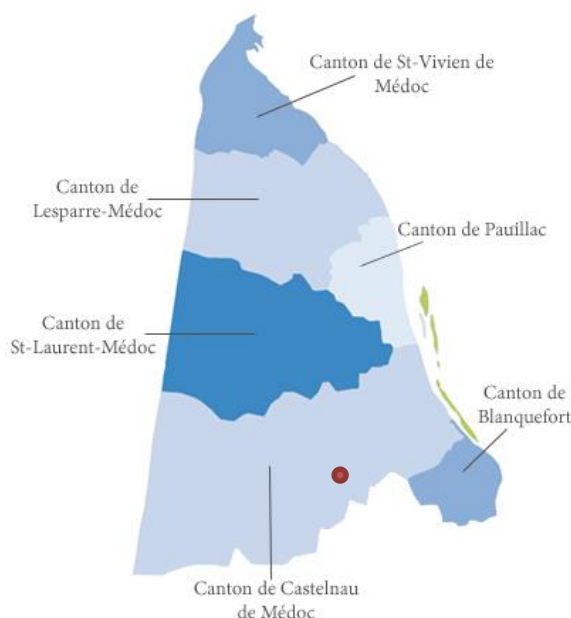 Canton de St-Vivien de
Médoc
Canton de
Lesparre-Médoc
Canton de Pauillac
Canton de
St-Laurent-Médoc
Canton de
Blanquefort
Canton de Castelnau
de Médoc